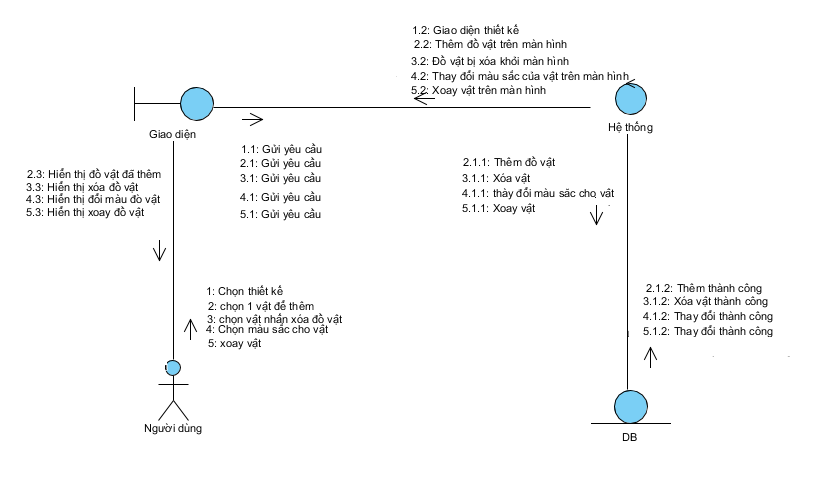 1.2: Giao diện thiết kế
2.2: Thêm đồ vật trên màn hình
3.2: Đồ vật bị xóa khỏi màn hình
4.2: Thay đổi màu sắc của vật trên màn hình
5.2: Xoay vật trên màn hình
Giao diện
Hệ thống
1.1: Gửi yêu cầu
2.1: Gửi yêu cầu
3.1: Gửi yêu cầu
4.1: Gửi yêu cầu
5.1: Gửi yêu cầu
2.1.1: Thêm đồ vật
3.1.1: Xóa vật
4.1.1: thày đổi màu sắc cho vật
5.1.1: Xoay vật
2.3: Hiển thị đồ vật đã thêm
3.3: Hiển thị xóa đồ vật
4.3: Hiển thị đổi màu đồ vật
5.3: Hiển thị xoay đồ vật
1: Chọn thiết kế
2: chọn 1 vật để thêm
3: chọn vật nhấn xóa đồ vật
4: Chọn màu sắc cho vật
5: xoay vật
2.1.2: Thêm thành công
3.1.2: Xóa vật thành công
4.1.2: Thay đổi thành công
5.1.2: Thay đổi thành công
Người dùng
DB